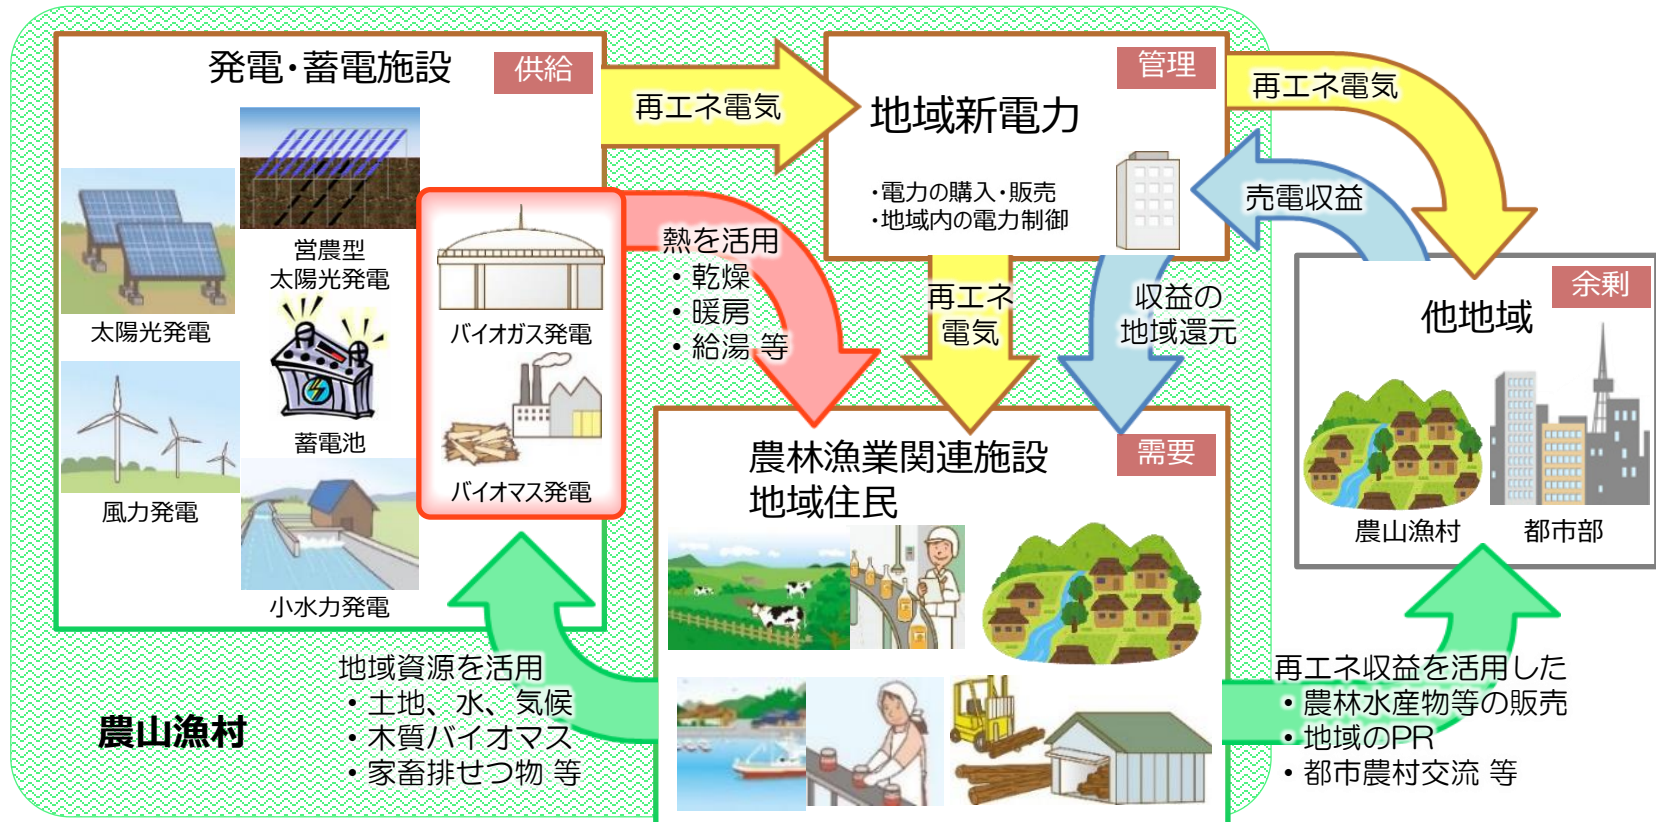 発電・蓄電施設
供給
太陽光発電
営農型
太陽光発電
蓄電池
風力発電
小水力発電
バイオガス発電
バイオマス発電
再エネ電気
地域新電力
管理
・電力の購入・販売
・地域内の電力制御
再エネ電気
売電収益
熱を活用
・乾燥
・暖房
・給湯 等
再エネ
電気
収益の
地域還元
他地域
余剰
農山漁村
都市部
農林漁業関連施設
地域住民
需要
地域資源を活用
・土地、水、気候
・木質バイオマス
・家畜排せつ物 等
農山漁村
再エネ収益を活用した
・農林水産物等の販売
・地域のPR
・都市農村交流 等